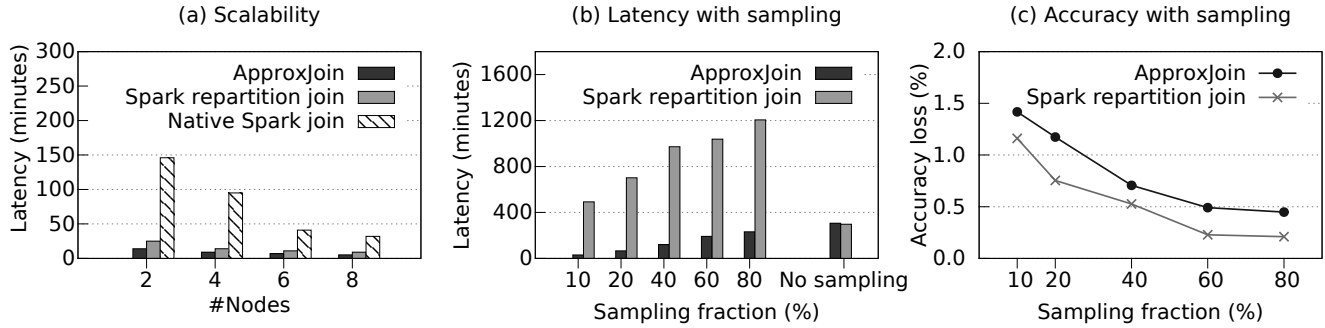 (a) Scalability
300
250
200
150
100
50
0
Latency (minutes)
ApproxJoin
Spark repartition join
Native Spark join
2 4 6 8
#Nodes
(b) Latency with sampling
1600
1200
800
400
0
Latency (minutes)
ApproxJoin
Spark repartition join
10 20 40 60 80 No sampling
Sampling fraction (%)
(c) Accuracy with sampling
2.0
1.5
1.0
0.5
0.0
Accuracy loss (%)
ApproxJoin
Spark repartition join
10 20 40 60 80
Sampling fraction (%)